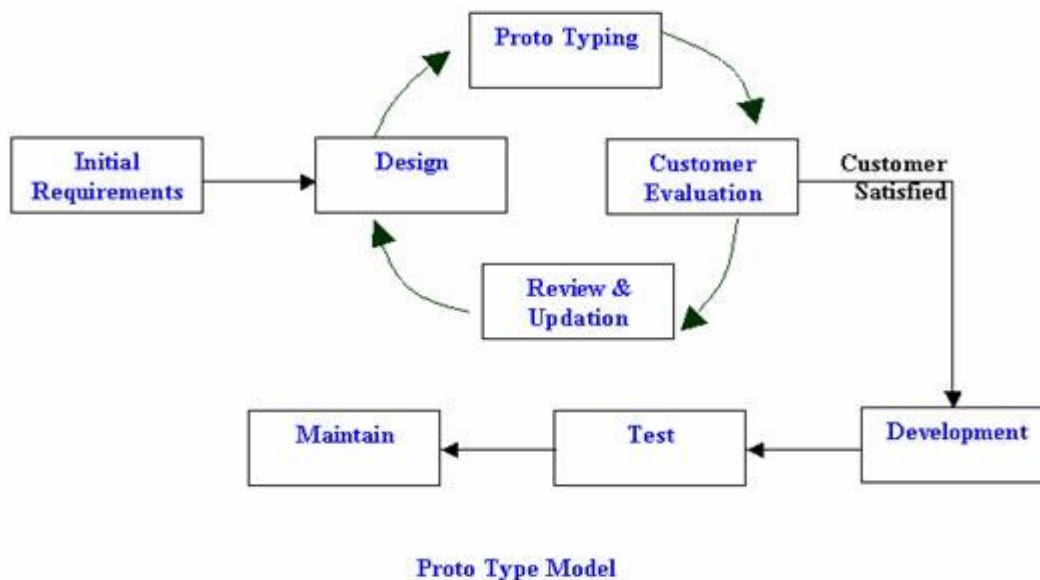 Proto Typing
Initial
Requirements
Design
Customer
Evaluation
Customer
Satisfied
Review &
Updation
Maintain
Test
Development
Proto Type Model